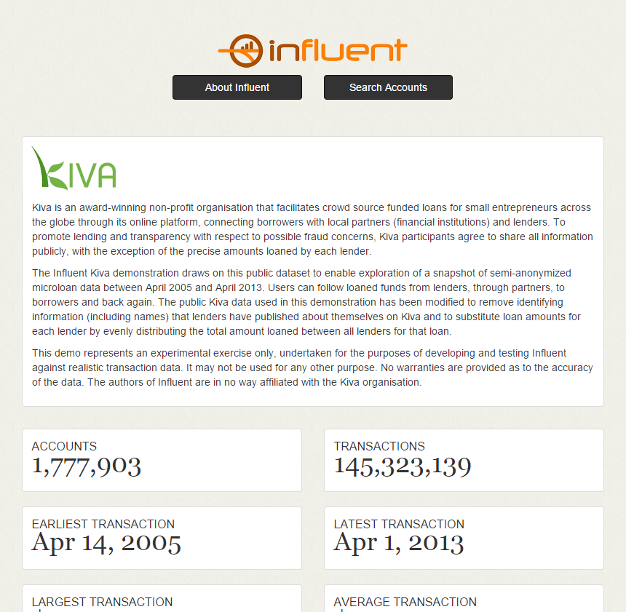 influent
About Influent
Search Accounts
KIVA
Kiva is an award-winning non-profit organisation that facilitates crowd source funded loans for small entrepreneurs across
the globe through its online platform, connecting borrowers with local partners (financial institutions) and lenders. To
promote lending and transparency with respect to possible fraud concerns, Kiva participants agree to share all information
publicly, with the exception of the precise amounts loaned by each lender.
The Influent Kiva demonstration draws on this public dataset to enable exploration of a snapshot of semi-anonymized
microloan data between April 2005 and April 2013. Users can follow loaned funds from lenders, through partners, to
borrowers and back again. The public Kiva data used in this demonstration has been modified to remove identifying
information (including names) that lenders have published about themselves on Kiva and to substitute loan amounts for
each lender by evenly distributing the total amount loaned between all lenders for that loan.
This demo represents an experimental exercise only, undertaken for the purposes of developing and testing Influent
against realistic transaction data. It may not be used for any other purpose. No warranties are provided as to the accuracy
of the data. The authors of Influent are in no way affiliated with the Kiva organisation.
ACCOUNTS
1,777,903
TRANSACTIONS
145,323,139
EARLIEST TRANSACTION
Apr 14, 2005
LATEST TRANSACTION
Apr 1, 2013
LARGEST TRANSACTION
AVERAGE TRANSACTION